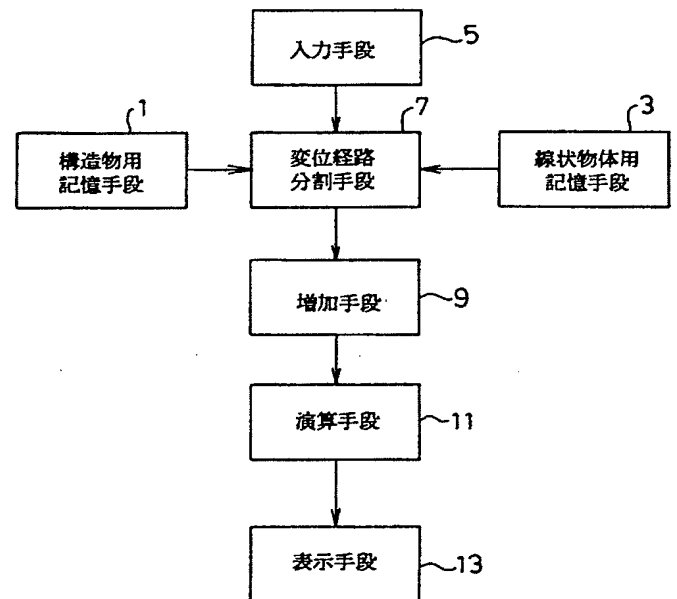 入力手段
5
1
7
3
構造物用
記憶手段
変位経路
分割手段
線状物体用
記憶手段
増加手段
9
演算手段
11
表示手段
13